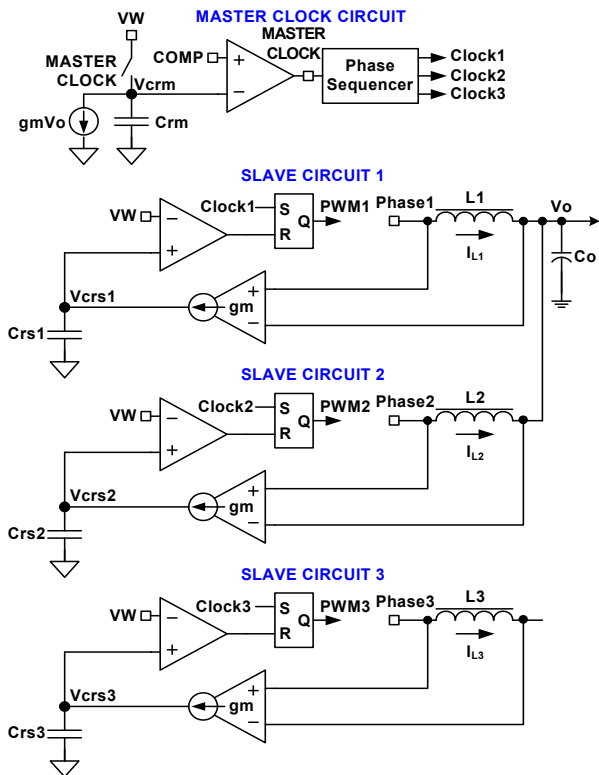 MASTER CLOCK CIRCUIT
VW
MASTER
CLOCK
Vcrm
gmVo
Crm
COMP
+
−
MASTER
CLOCK
Phase
Sequencer
Clock1
Clock2
Clock3
SLAVE CIRCUIT 1
VW
−
+
Clock1
S
R
Q
PWM1
Phase1
L1
IL1
Vo
Co
Vcrs1
Crs1
gm
+
−
SLAVE CIRCUIT 2
VW
−
+
Clock2
S
R
Q
PWM2
Phase2
L2
IL2
Vcrs2
Crs2
gm
+
−
SLAVE CIRCUIT 3
VW
−
+
Clock3
S
R
Q
PWM3
Phase3
L3
IL3
Vcrs3
Crs3
gm
+
−